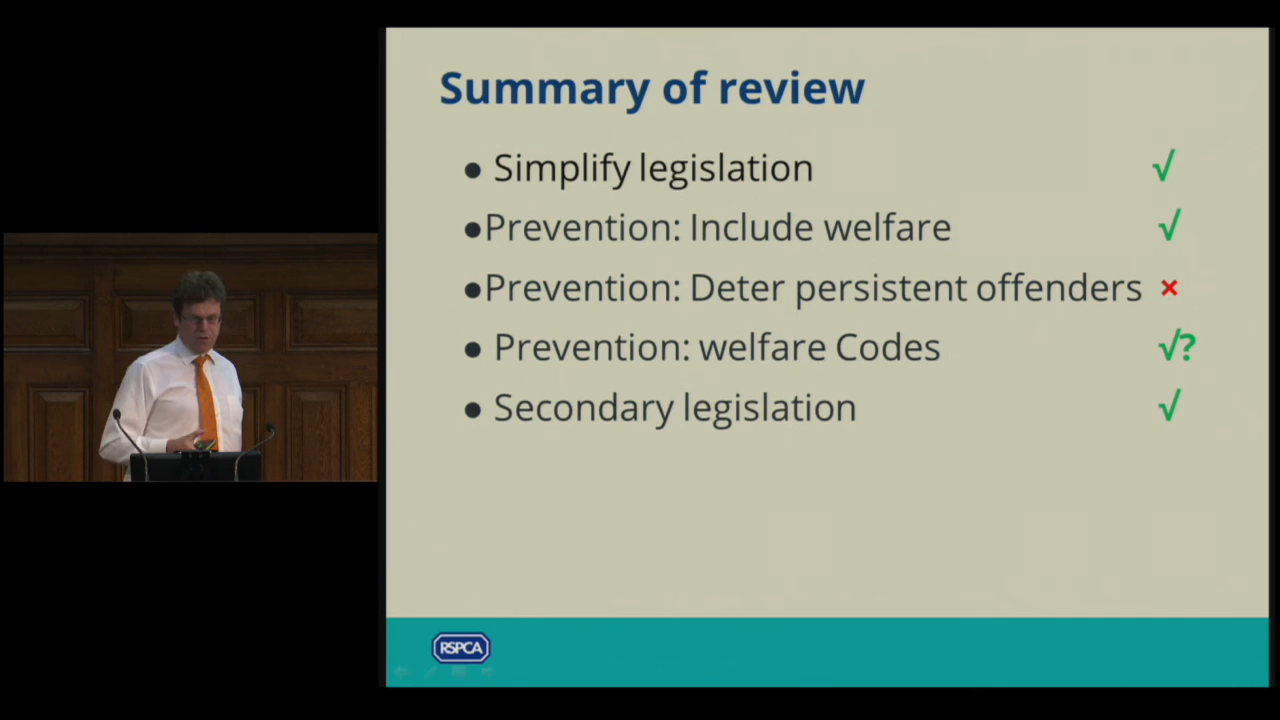 Summary of review
● Simplify legislation √
●Prevention: Include welfare √
●Prevention: Deter persistent offenders ×
● Prevention: welfare Codes √?
● Secondary legislation √
RSPCA